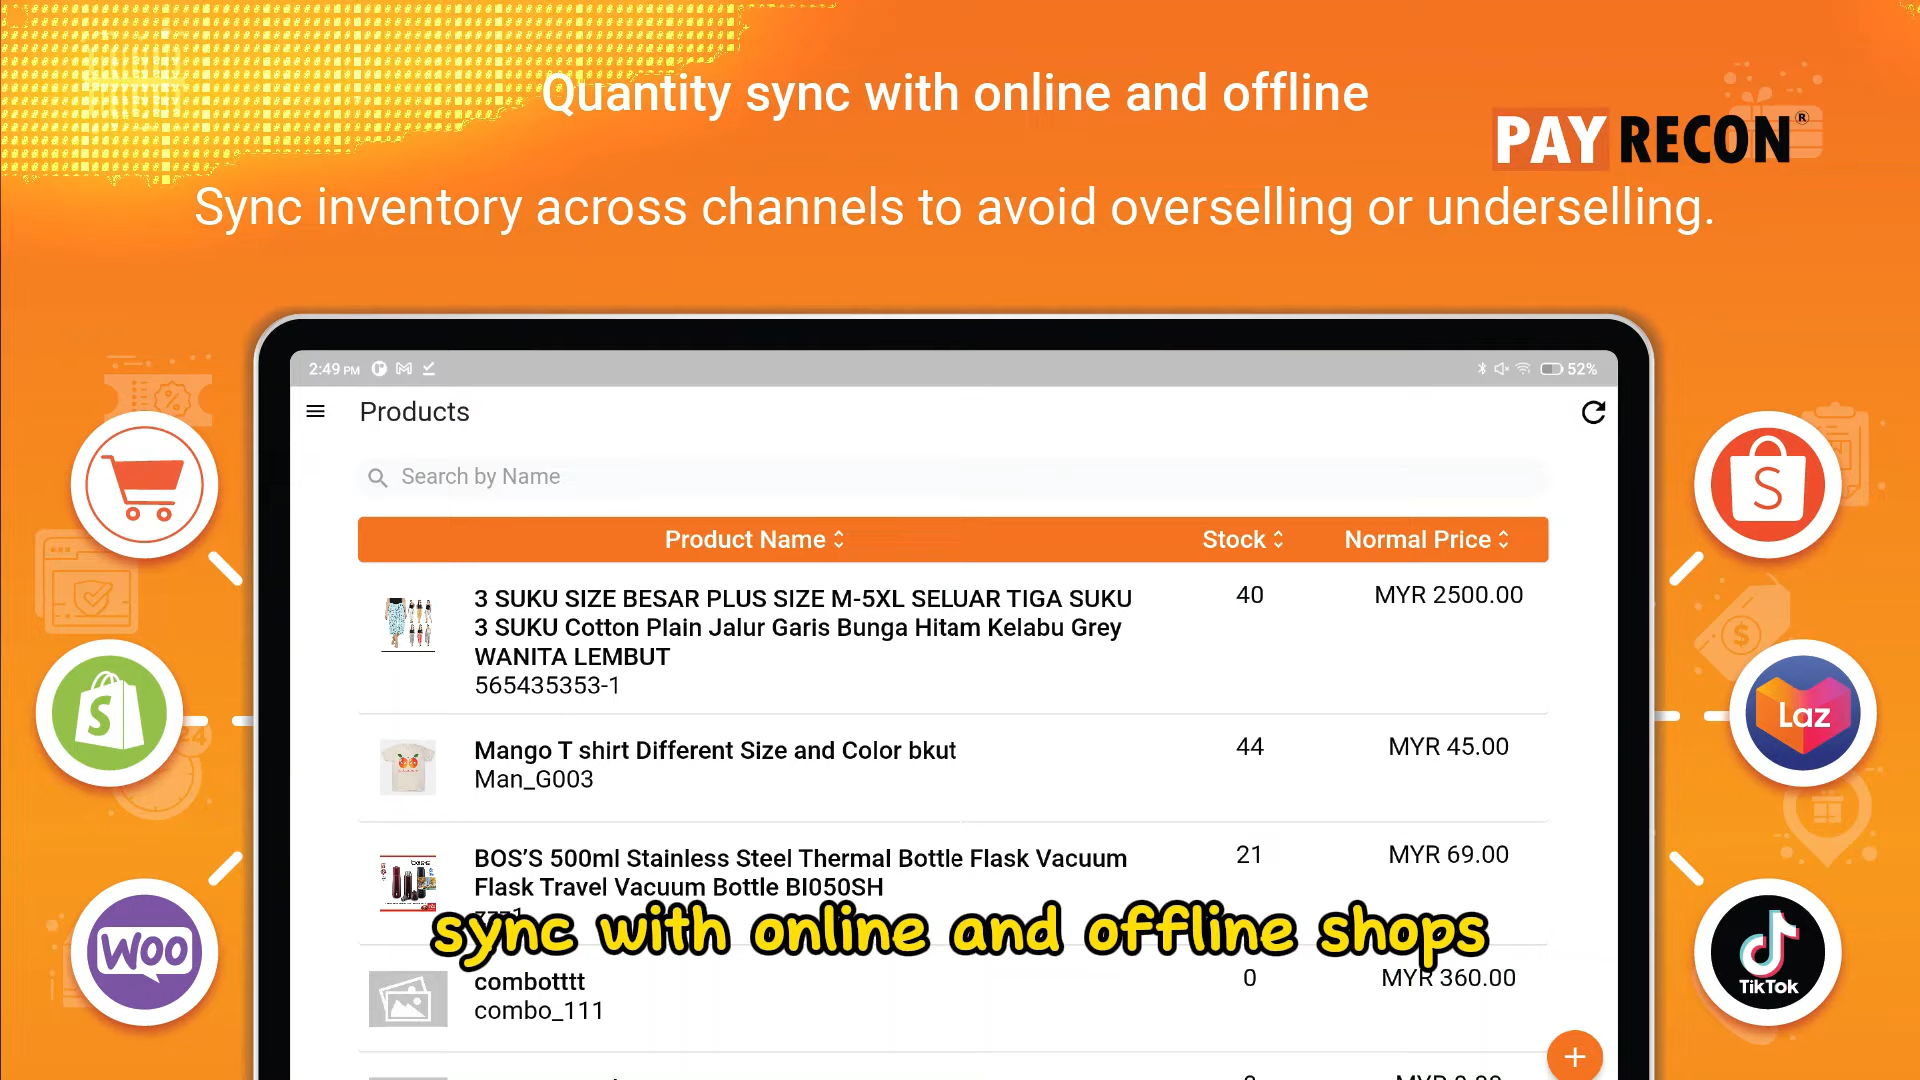 Quantity sync with online and offline
PAY RECON®
Sync inventory across channels to avoid overselling or underselling.
2:49 PM
52%
Products
Search by Name
Product Name
Stock
Normal Price
3 SUKU SIZE BESAR PLUS SIZE M-5XL SELUAR TIGA SUKU
3 SUKU Cotton Plain Jalur Garis Bunga Hitam Kelabu Grey
WANITA LEMBUT
565435353-1
40
MYR 2500.00
Mango T shirt Different Size and Color bkut
Man_G003
44
MYR 45.00
BOS’S 500ml Stainless Steel Thermal Bottle Flask Vacuum
Flask Travel Vacuum Bottle BI050SH
21
MYR 69.00
sync with online and offline shops
combotttt
combo_111
0
MYR 360.00
S
WOO
S
Laz
TikTok
24